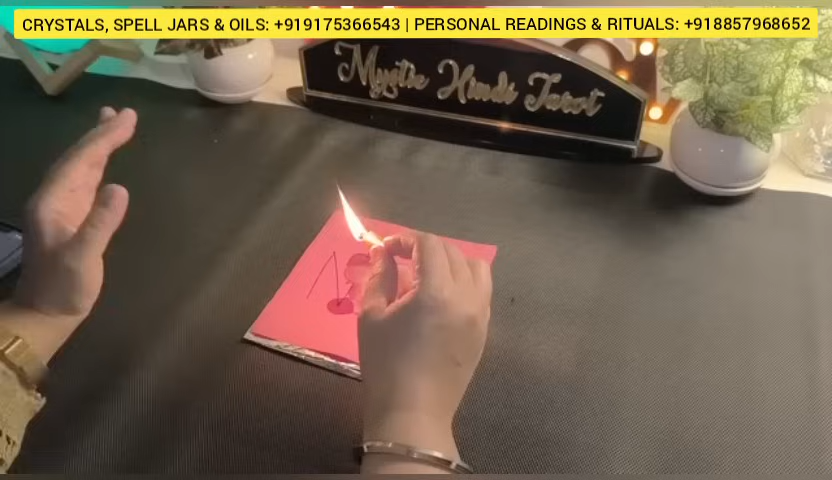 CRYSTALS, SPELL JARS & OILS: +919175366543 | PERSONAL READINGS & RITUALS: +918857968652
Mystic Hindi Tarot